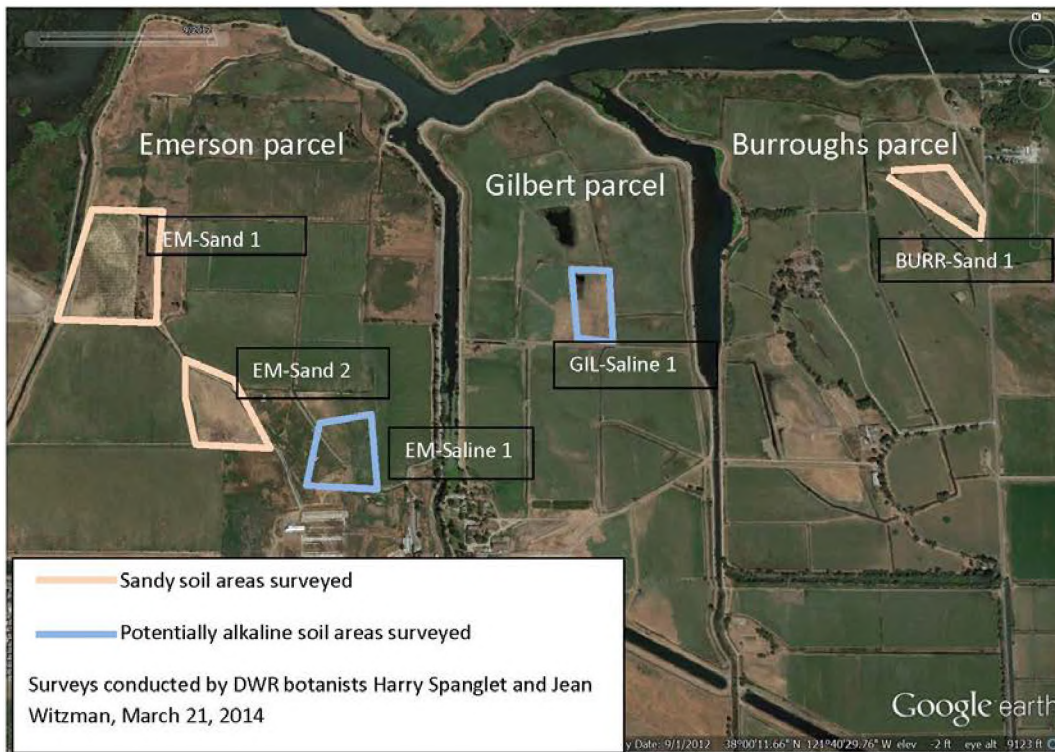 9/2012
N
Emerson parcel
Burroughs parcel
Gilbert parcel
EM-Sand 1
BURR-Sand 1
EM-Sand 2
GIL-Saline 1
EM-Saline 1
Sandy soil areas surveyed
Potentially alkaline soil areas surveyed
Surveys conducted by DWR botanists Harry Spanglet and Jean
Witzman, March 21, 2014
Google earth
y Date: 9/1/2012 38°00'11.66" N 121°40'29.76" W elev -2 ft eye alt 9123 ft